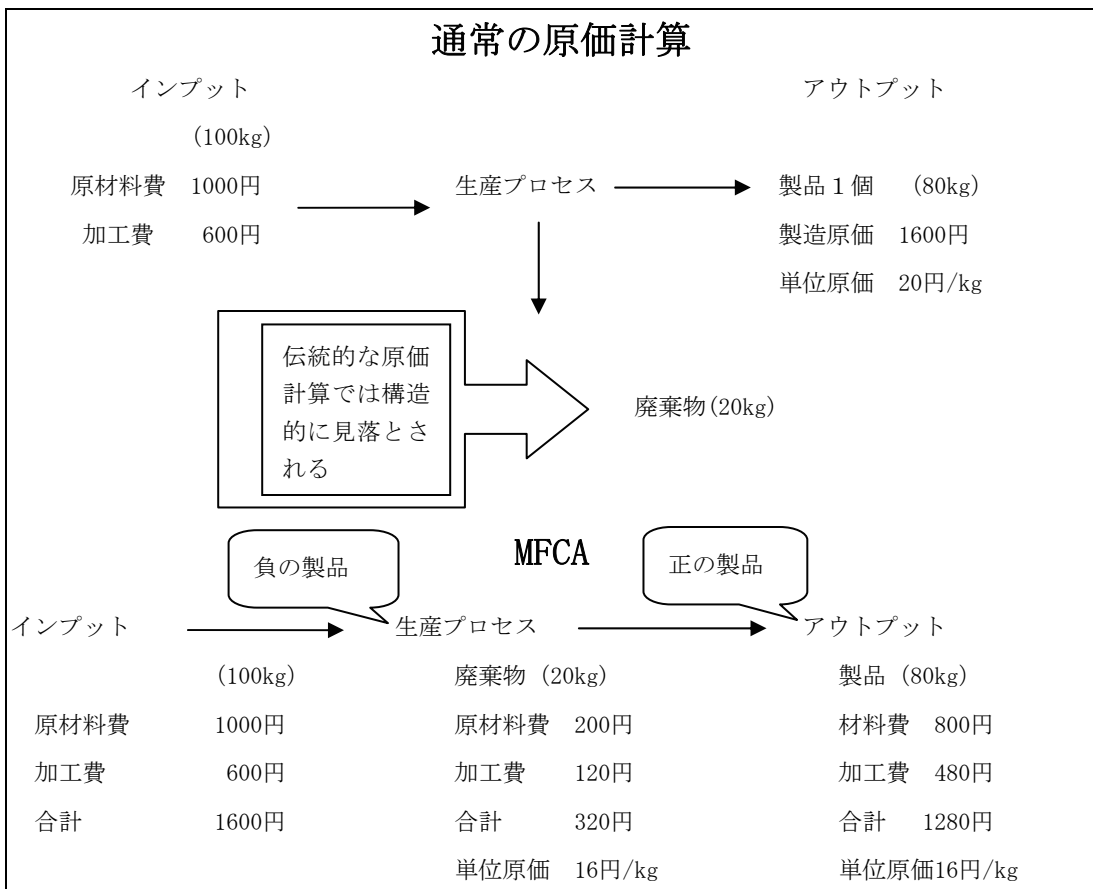 通常の原価計算
インプット
アウトプット
(100kg)
原材料費 1000円
生産プロセス
製品１個 (80kg)
加工費 600円
製造原価 1600円
単位原価 20円/kg
伝統的な原価
計算では構造
的に見落とさ
れる
廃棄物(20kg)
MFCA
負の製品
正の製品
インプット
生産プロセス
アウトプット
(100kg)
廃棄物 (20kg)
製品 (80kg)
原材料費 1000円
原材料費 200円
材料費 800円
加工費 600円
加工費 120円
加工費 480円
合計 1600円
合計 320円
合計 1280円
単位原価 16円/kg
単位原価16円/kg